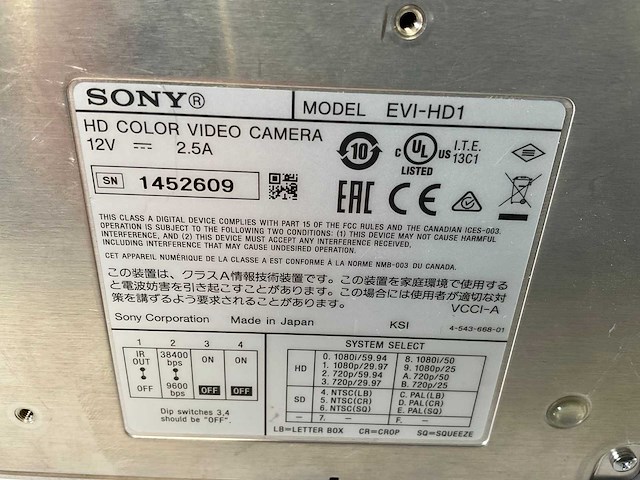 SONY® MODEL EVI-HD1
HD COLOR VIDEO CAMERA
12V 2.5A
10 c UL US LISTED I.T.E. 13C1
SN 1452609
EAC CE
THIS CLASS A DIGITAL DEVICE COMPLIES WITH PART 15 OF THE FCC RULES AND THE CANADIAN ICES-003.
OPERATION IS SUBJECT TO THE FOLLOWING TWO CONDITIONS: (1) THIS DEVICE MAY NOT CAUSE HARMFUL
INTERFERENCE, AND (2) THIS DEVICE MUST ACCEPT ANY INTERFERENCE RECEIVED,
INCLUDING INTERFERENCE THAT MAY CAUSE UNDESIRED OPERATION.
CET APPAREIL NUMÉRIQUE DE LA CLASSE A EST CONFORME À LA NORME NMB-003 DU CANADA.
この装置は、クラスA情報技術装置です。この装置を家庭環境で使用する
と電波妨害を引き起こすことがあります。この場合には使用者が適切な対
策を講ずるよう要求されることがあります。 VCCI-A
Sony Corporation Made in Japan KSI 4-543-668-01
1 2 3 4
IR OUT 38400 bps ON ON
OFF 9600 bps OFF OFF
Dip switches 3,4
should be "OFF".
SYSTEM SELECT
HD 0. 1080i/59.94 8. 1080i/50
1. 1080p/29.97 9. 1080p/25
2. 720p/59.94 A. 720p/50
3. 720p/29.97 B. 720p/25
SD 4. NTSC(LB) C. PAL(LB)
5. NTSC(CR) D. PAL(CR)
6. NTSC(SQ) E. PAL(SQ)
— 7. — F. —
LB=LETTER BOX CR=CROP SQ=SQUEEZE